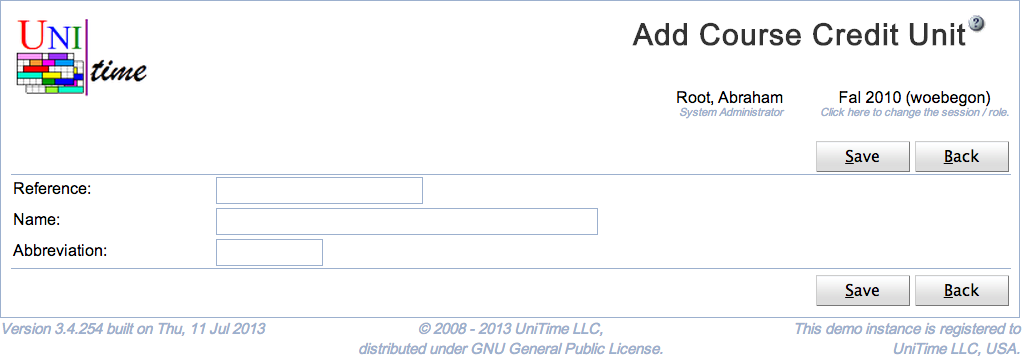 UNI
time
Add Course Credit Unit
?
Root, Abraham
Fal 2010 (woebegon)
System Administrator
Click here to change the session / role.
Save
Back
Reference:
Name:
Abbreviation:
Save
Back
Version 3.4.254 built on Thu, 11 Jul 2013
© 2008 - 2013 UniTime LLC,
distributed under GNU General Public License.
This demo instance is registered to
UniTime LLC, USA.